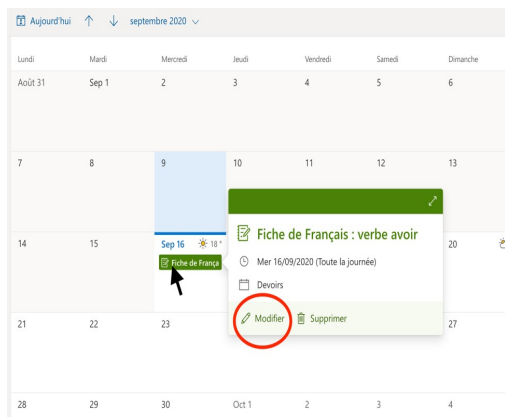 Aujourd'hui septembre 2020
Lundi Mardi Mercredi Jeudi Vendredi Samedi Dimanche
Août 31 Sep 1 2 3 4 5 6
7 8 9 10 11 12 13
14 15 Sep 16 18° 20
Fiche de França
Fiche de Français : verbe avoir
Mer 16/09/2020 (Toute la journée)
Devoirs
Modifier Supprimer
21 22 23 27
28 29 30 Oct 1 2 3 4